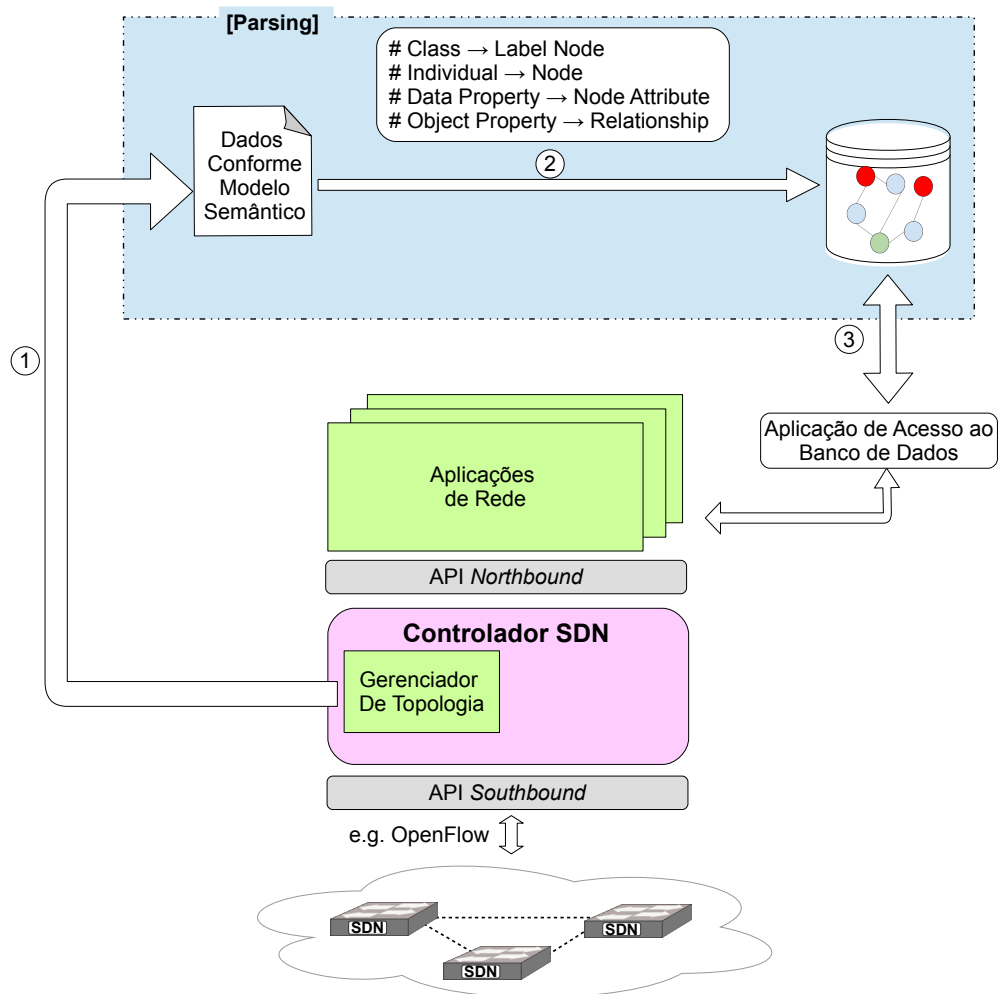 [Parsing]
# Class → Label Node
# Individual → Node
# Data Property → Node Attribute
# Object Property → Relationship
Dados
Conforme
Modelo
Semântico
2
1
3
Aplicação de Acesso ao
Banco de Dados
Aplicações
de Rede
API Northbound
Controlador SDN
Gerenciador
De Topologia
API Southbound
e.g. OpenFlow
SDN
SDN
SDN